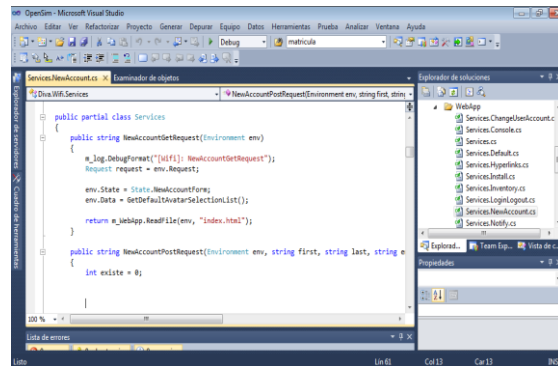 OpenSim - Microsoft Visual Studio
Archivo Editar Ver Refactorizar Proyecto Generar Depurar Equipo Datos Herramientas Prueba Analizar Ventana Ayuda
Debug matricula
Services.NewAccount.cs Examinador de objetos
Diva.Wifi.Services NewAccountPostRequest(Environment env, string first, strin
public partial class Services
{
public string NewAccountGetRequest(Environment env)
{
m_log.DebugFormat("[Wifi]: NewAccountGetRequest");
Request request = env.Request;
env.State = State.NewAccountForm;
env.Data = GetDefaultAvatarSelectionList();
return m_WebApp.ReadFile(env, "index.html");
}
public string NewAccountPostRequest(Environment env, string first, string last, string e
{
int existe = 0;
100 %
Lista de errores
Listo Lín 61 Col 13 Car 13 INS
Explorador de servidores
Cuadro de herramientas
Explorador de soluciones
WebApp
Services.ChangeUserAccount.c
Services.Console.cs
Services.cs
Services.Default.cs
Services.Hyperlinks.cs
Services.Install.cs
Services.Inventory.cs
Services.LoginLogout.cs
Services.NewAccount.cs
Services.Notify.cs
Explorad... Team Exp... Vista de c...
Propiedades